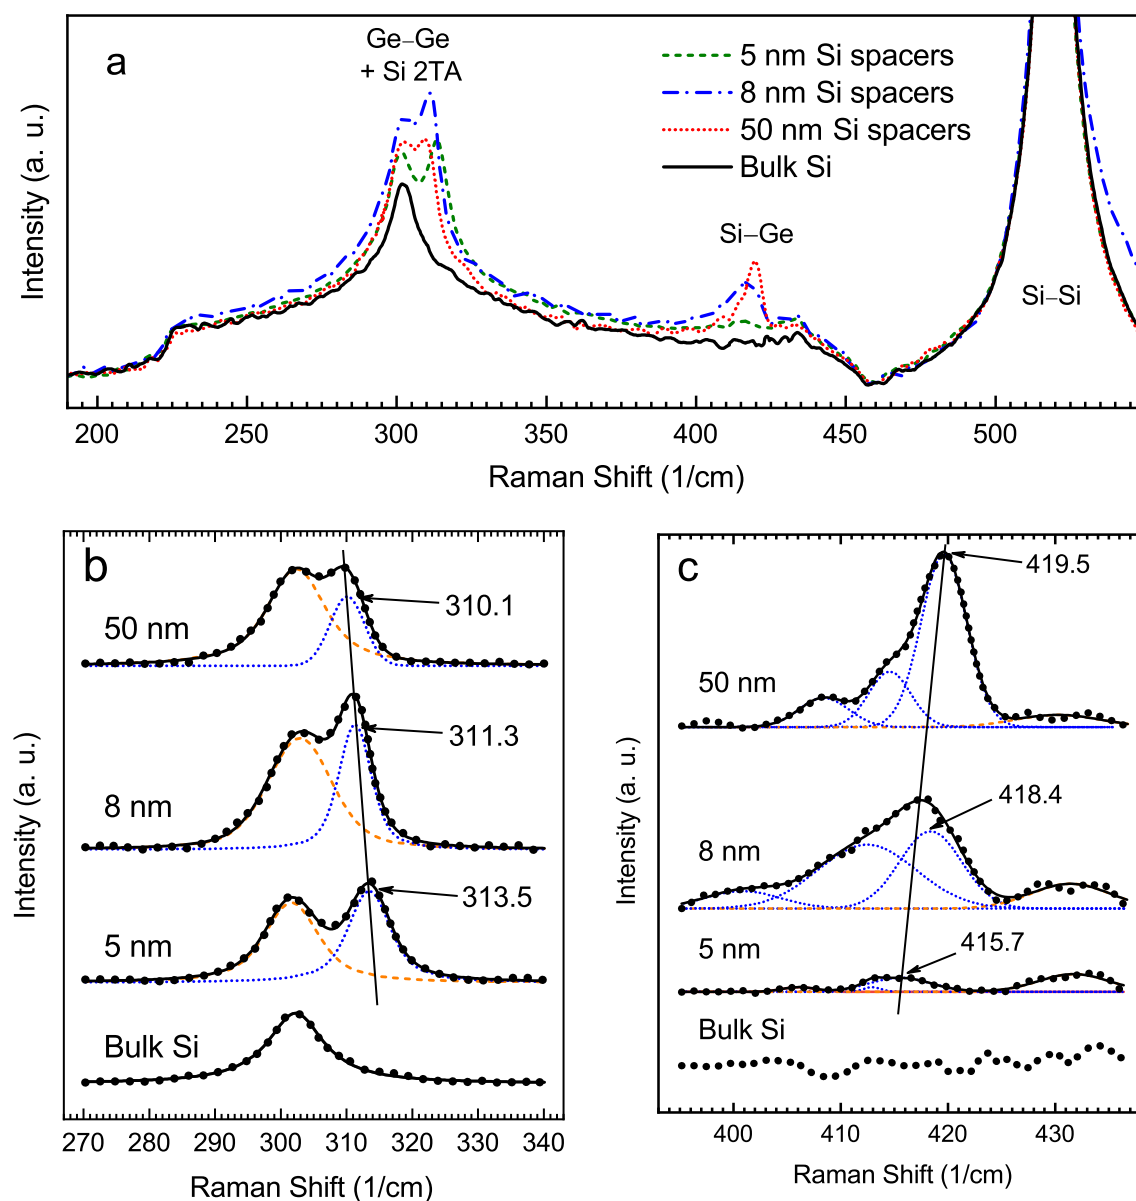 a
Ge–Ge
+ Si 2TA
5 nm Si spacers
8 nm Si spacers
50 nm Si spacers
Bulk Si
Si–Ge
Si–Si
Intensity (a. u.)
200 250 300 350 400 450 500
Raman Shift (1/cm)
b
50 nm
310.1
8 nm
311.3
5 nm
313.5
Bulk Si
Intensity (a. u.)
270 280 290 300 310 320 330 340
Raman Shift (1/cm)
c
419.5
50 nm
418.4
8 nm
5 nm
415.7
Bulk Si
Intensity (a. u.)
400 410 420 430
Raman Shift (1/cm)